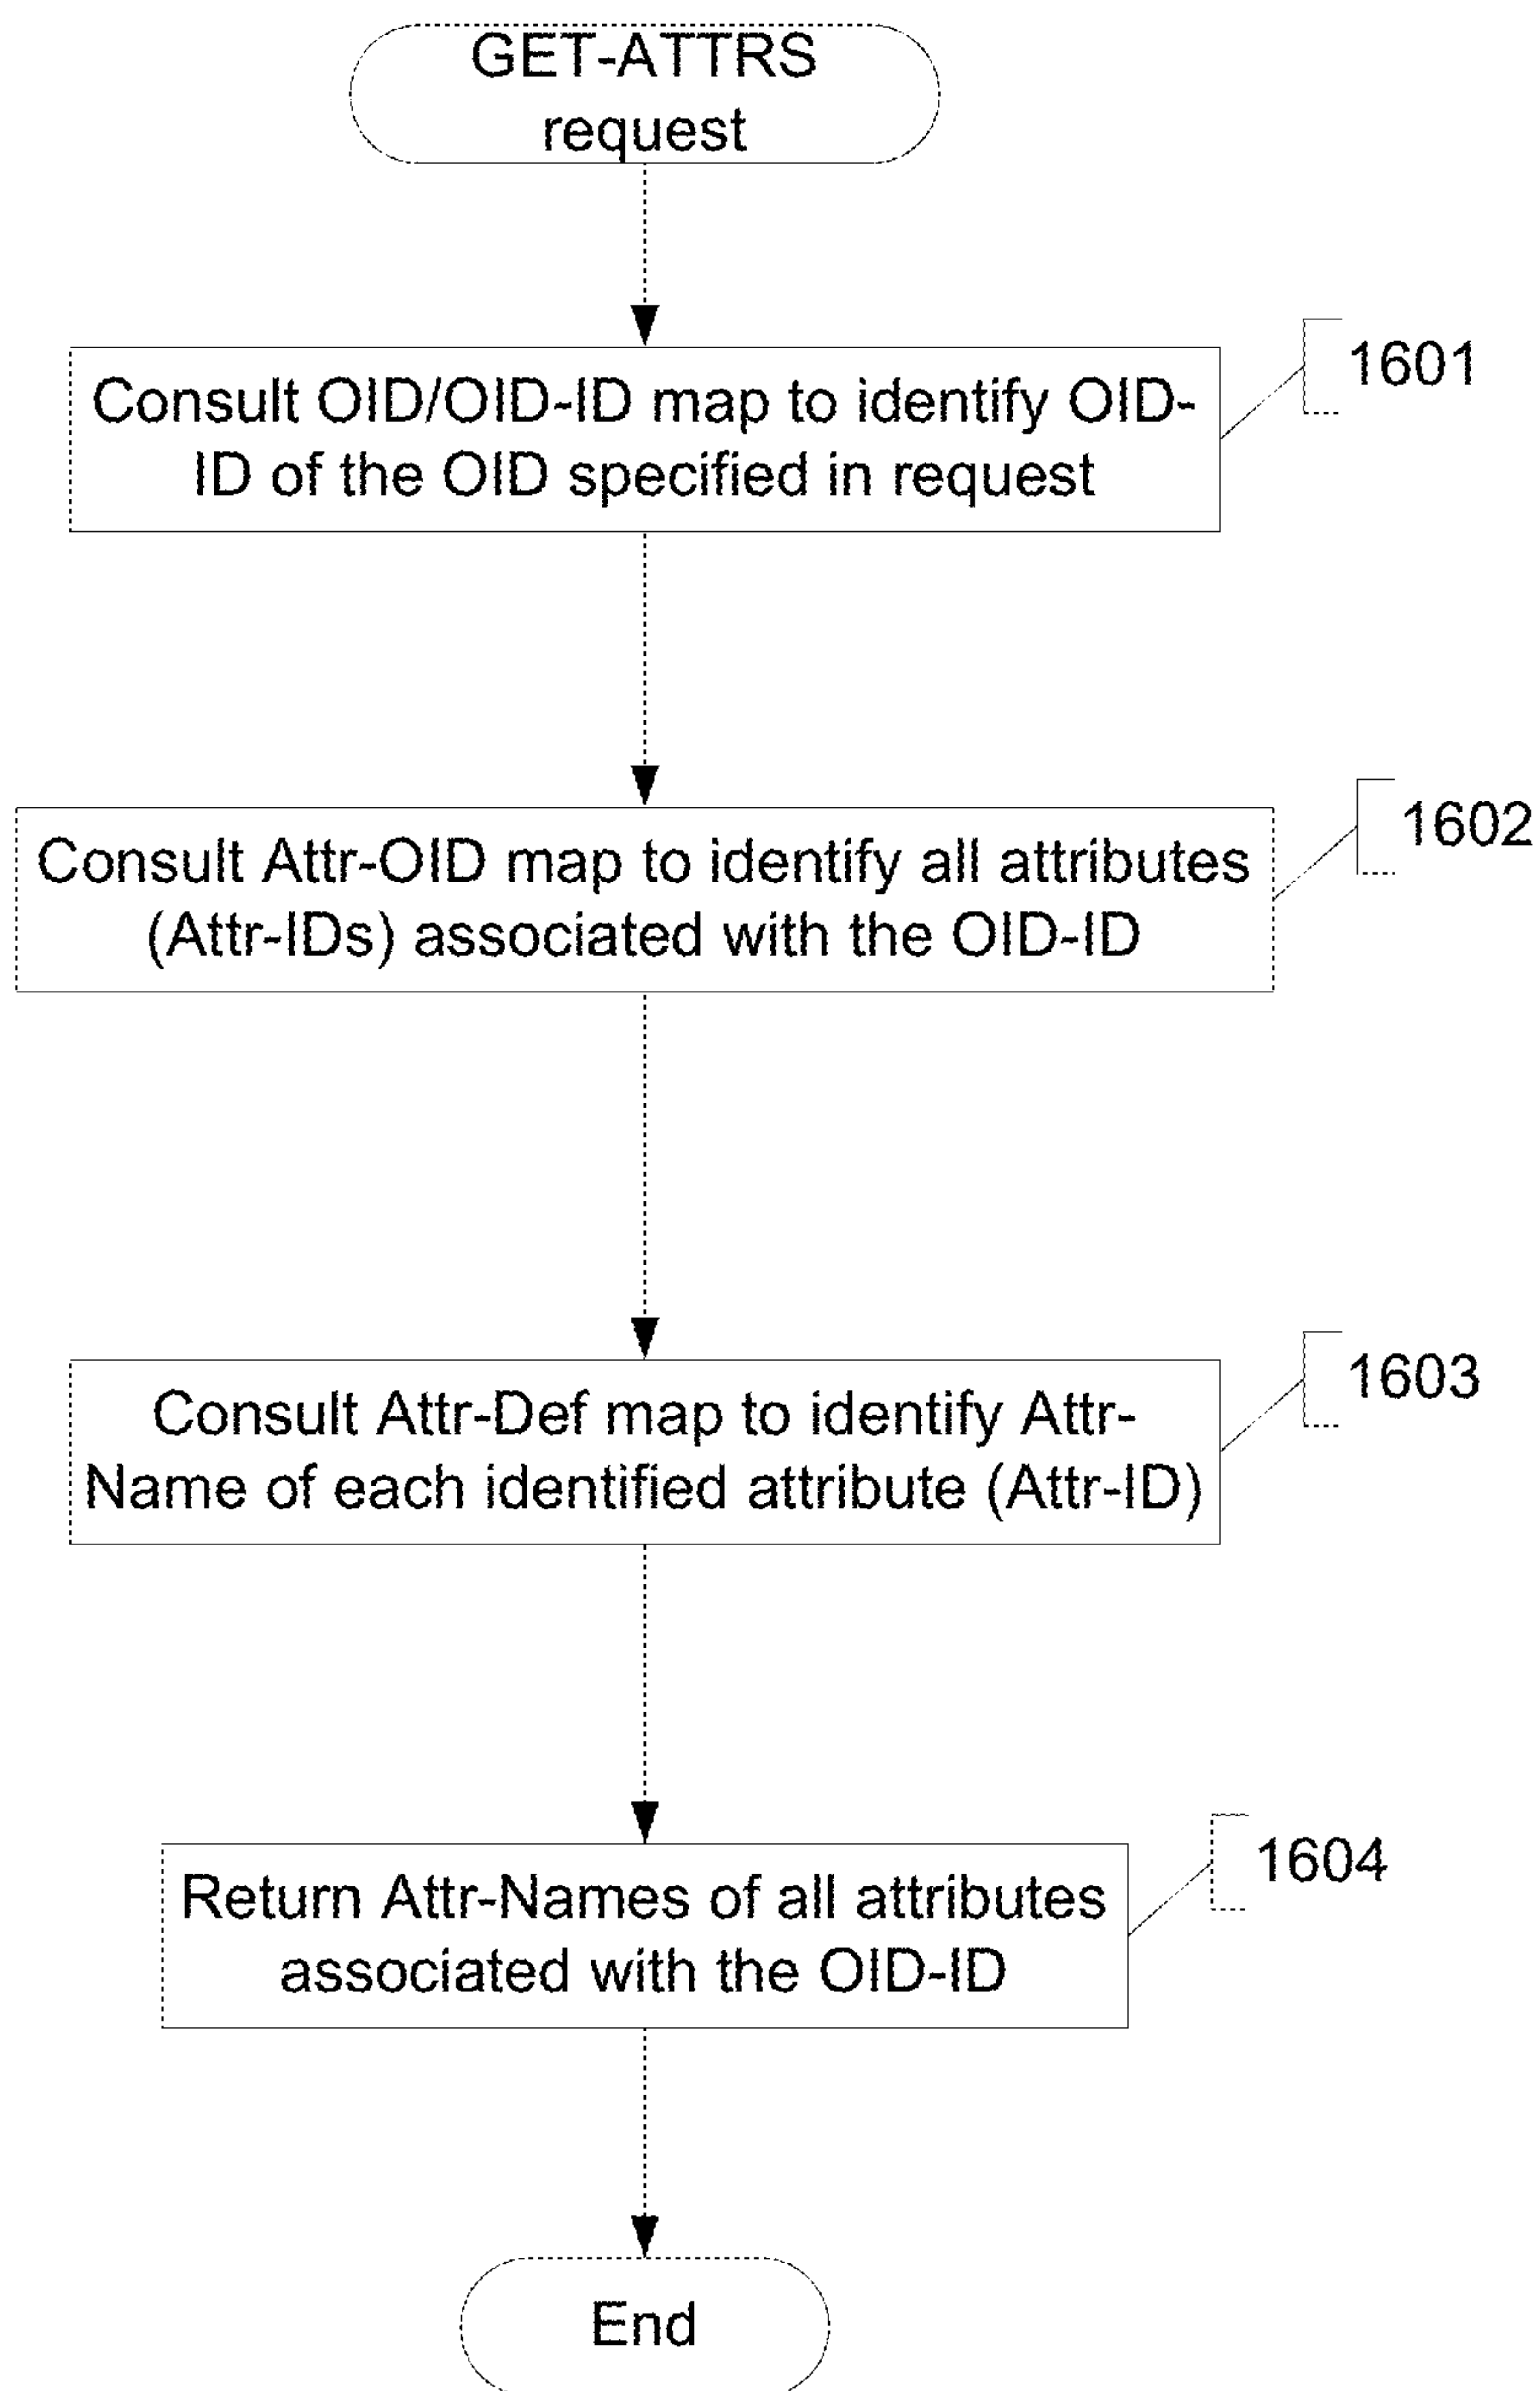 GET-ATTRS
request
Consult OID/OID-ID map to identify OID-
ID of the OID specified in request
1601
Consult Attr-OID map to identify all attributes
(Attr-IDs) associated with the OID-ID
1602
Consult Attr-Def map to identify Attr-
Name of each identified attribute (Attr-ID)
1603
Return Attr-Names of all attributes
associated with the OID-ID
1604
End